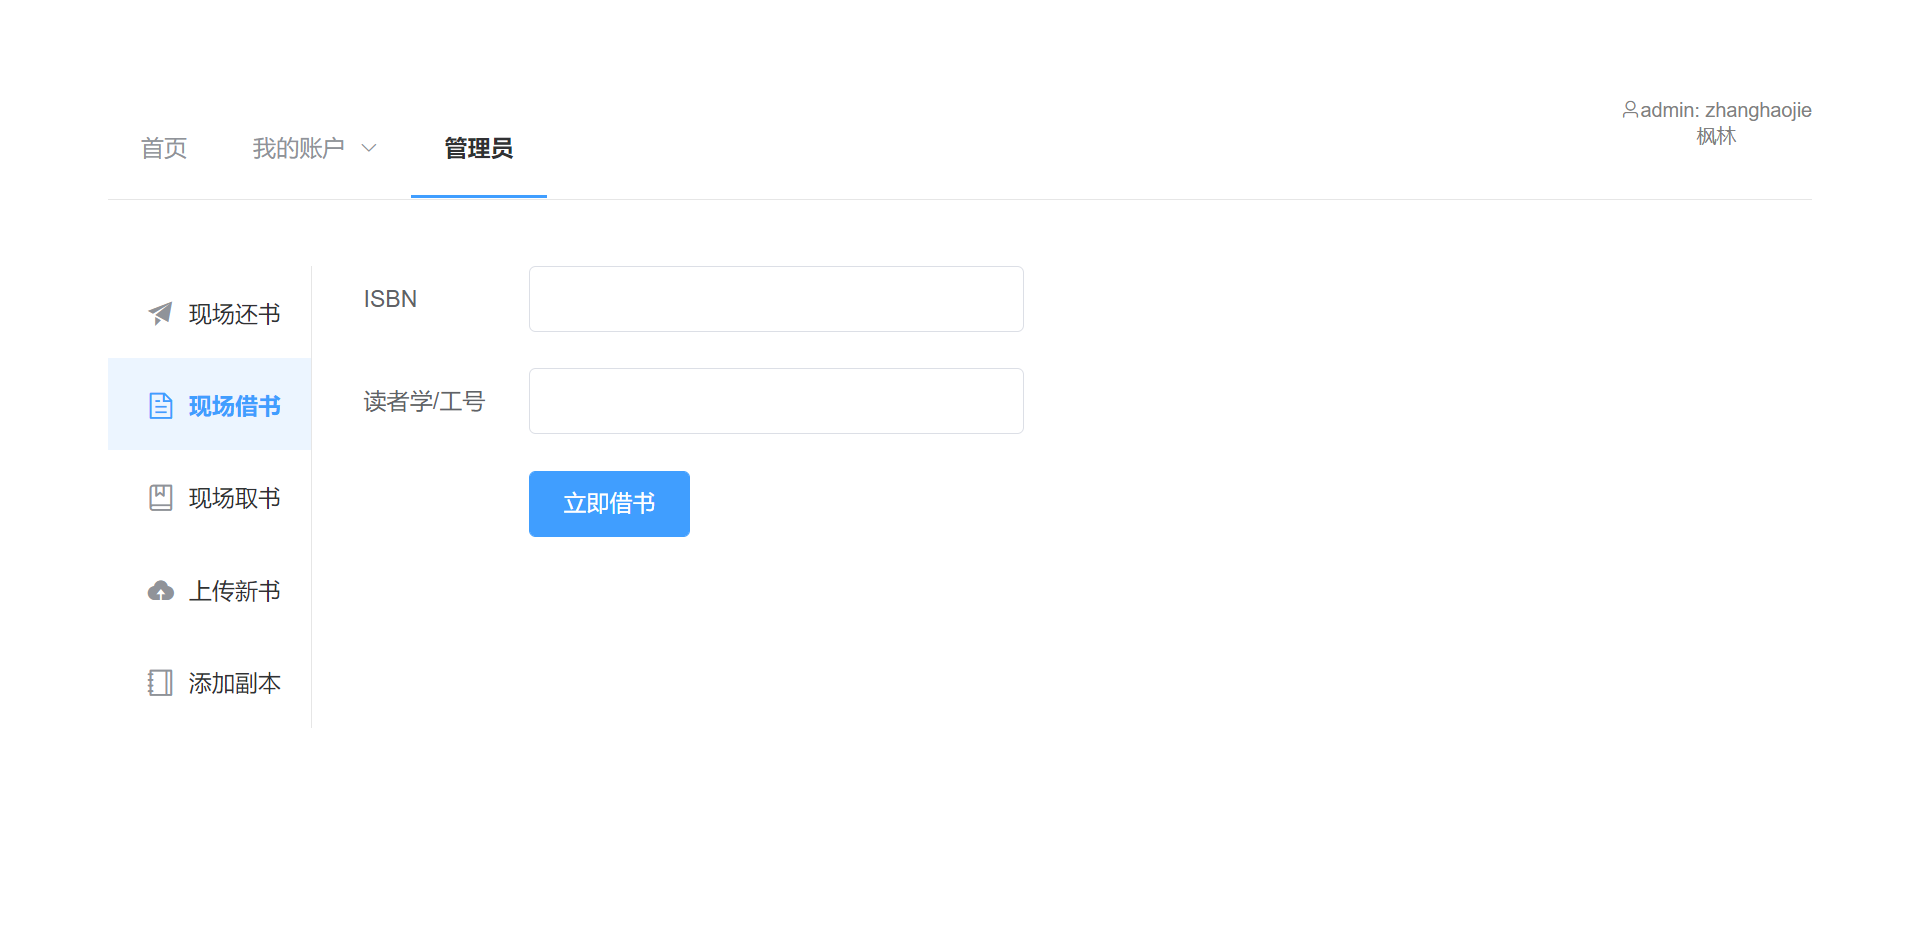 首页
我的账户
管理员
admin: zhanghaojie
枫林
现场还书
现场借书
现场取书
上传新书
添加副本
ISBN
读者学/工号
立即借书